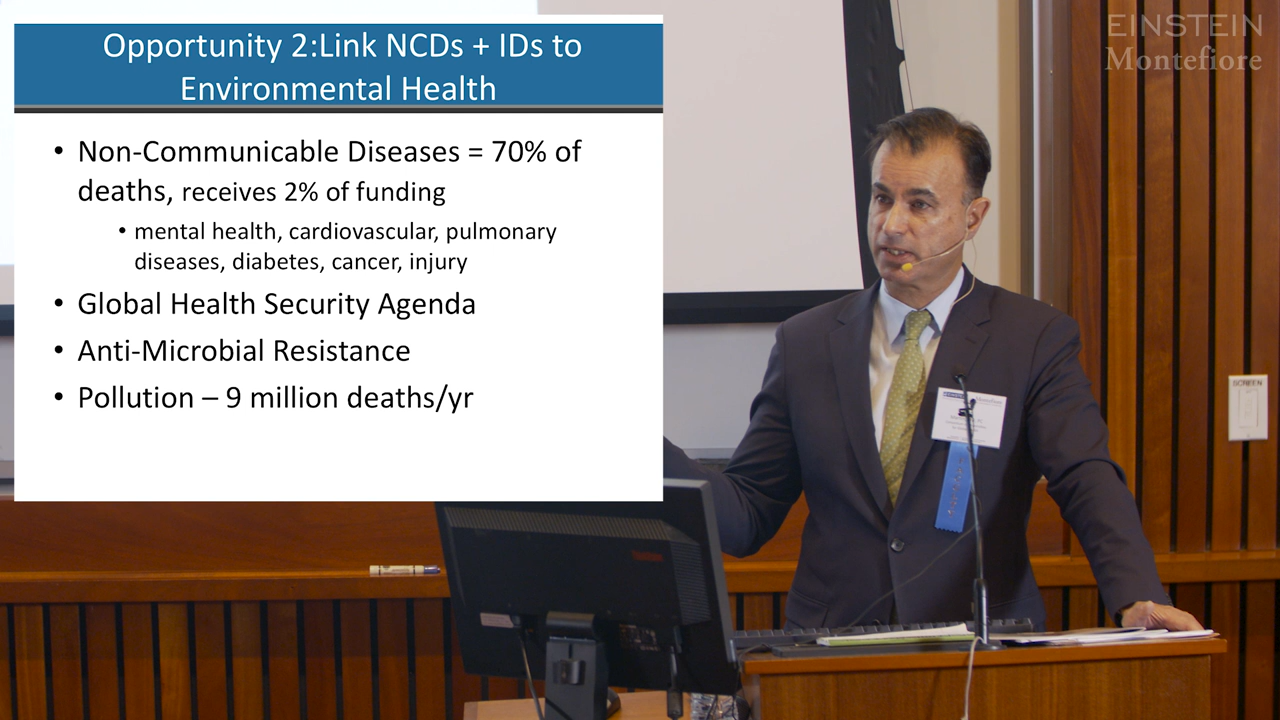 Opportunity 2:Link NCDs + IDs to
Environmental Health
• Non-Communicable Diseases = 70% of
deaths, receives 2% of funding
• mental health, cardiovascular, pulmonary
diseases, diabetes, cancer, injury
• Global Health Security Agenda
• Anti-Microbial Resistance
• Pollution – 9 million deaths/yr
EINSTEIN
Montefiore
SCREEN